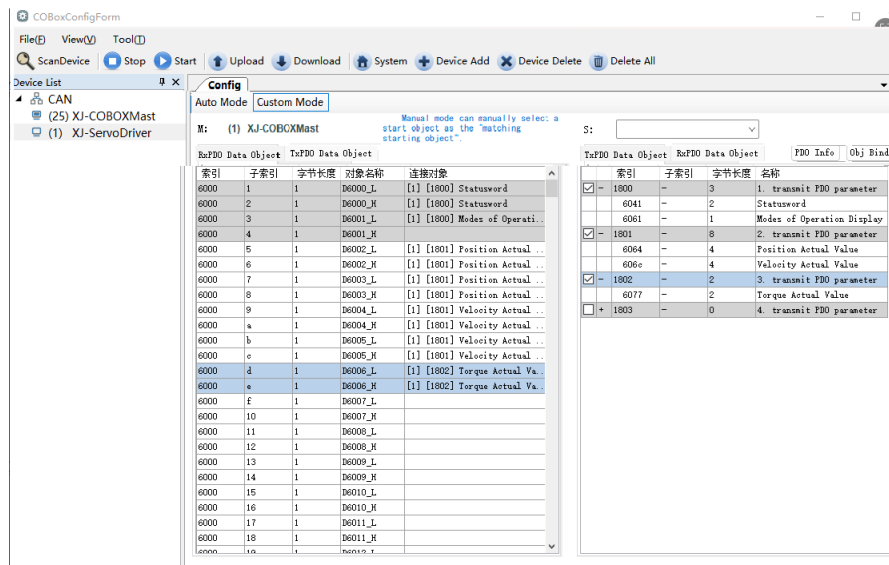 COBoxConfigForm
File(F) View(V) Tool(T)
ScanDevice Stop Start Upload Download System Device Add Device Delete Delete All
Device List
CAN
(25) XJ-COBOXMast
(1) XJ-ServoDriver
Config
Auto Mode Custom Mode
M: (1) XJ-COBOXMast
Manual mode can manually select a
start object as the "matching
starting object".
S:
RxPDO Data Object TxPDO Data Object
索引 子索引 字节长度 对象名称 连接对象
6000 1 1 D6000_L [1] [1800] Statusword
6000 2 1 D6000_H [1] [1800] Statusword
6000 3 1 D6001_L [1] [1800] Modes of Operati..
6000 4 1 D6001_H
6000 5 1 D6002_L [1] [1801] Position Actual ..
6000 6 1 D6002_H [1] [1801] Position Actual ..
6000 7 1 D6003_L [1] [1801] Position Actual ..
6000 8 1 D6003_H [1] [1801] Position Actual ..
6000 9 1 D6004_L [1] [1801] Velocity Actual ..
6000 a 1 D6004_H [1] [1801] Velocity Actual ..
6000 b 1 D6005_L [1] [1801] Velocity Actual ..
6000 c 1 D6005_H [1] [1801] Velocity Actual ..
6000 d 1 D6006_L [1] [1802] Torque Actual Va..
6000 e 1 D6006_H [1] [1802] Torque Actual Va..
6000 f 1 D6007_L
6000 10 1 D6007_H
6000 11 1 D6008_L
6000 12 1 D6008_H
6000 13 1 D6009_L
6000 14 1 D6009_H
6000 15 1 D6010_L
6000 16 1 D6010_H
6000 17 1 D6011_L
6000 18 1 D6011_H
6000 19 1 D6012_L
TxPDO Data Object RxPDO Data Object PDO Info Obj Bind
索引 子索引 字节长度 名称
- 1800 - 3 1. transmit PDO parameter
6041 - 2 Statusword
6061 - 1 Modes of Operation Display
- 1801 - 8 2. transmit PDO parameter
6064 - 4 Position Actual Value
606c - 4 Velocity Actual Value
- 1802 - 2 3. transmit PDO parameter
6077 - 2 Torque Actual Value
+ 1803 - 0 4. transmit PDO parameter